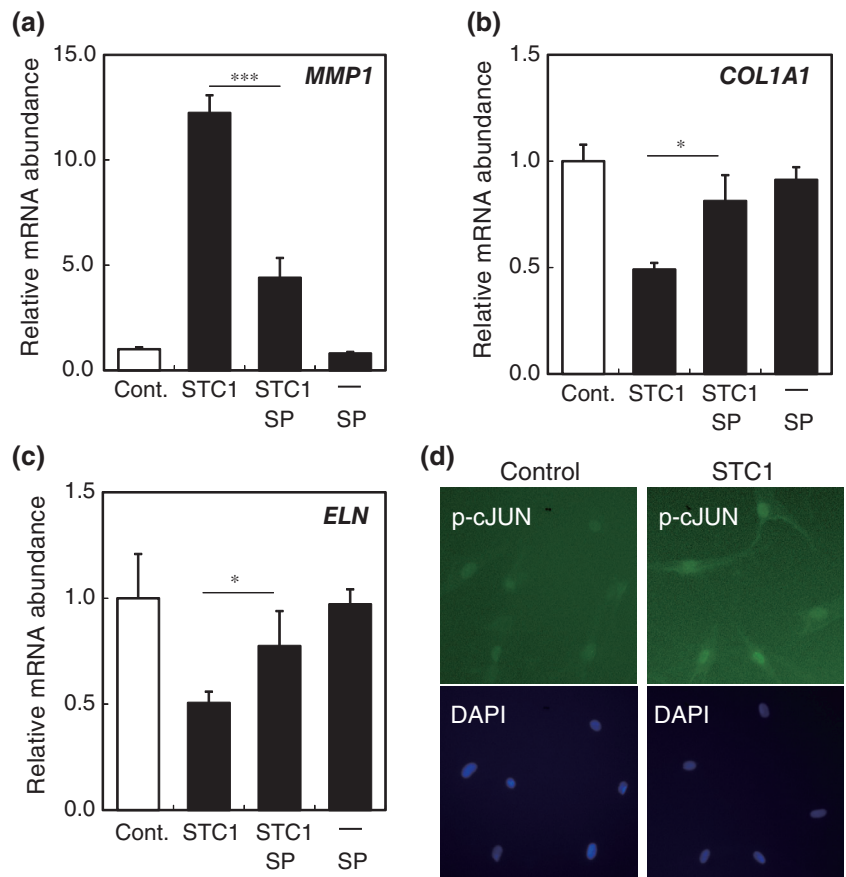 (a)
Relative mRNA abundance
15.0
10.0
5.0
0.0
MMP1
***
Cont. STC1 STC1 —
SP SP
(b)
Relative mRNA abundance
1.5
1.0
0.5
0.0
COL1A1
*
Cont. STC1 STC1 —
SP SP
(c)
Relative mRNA abundance
1.5
1.0
0.5
0.0
ELN
*
Cont. STC1 STC1 —
SP SP
(d)
Control STC1
p-cJUN p-cJUN
DAPI DAPI